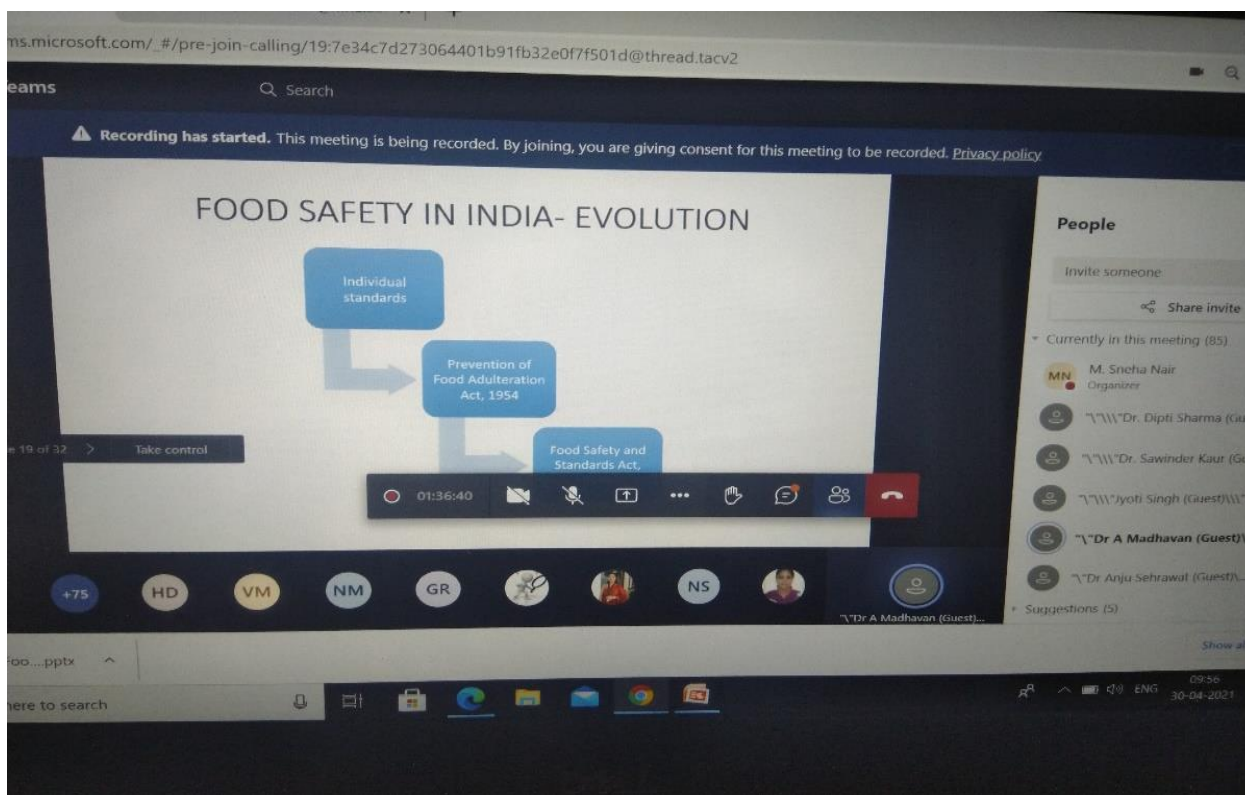 ms.microsoft.com/_#/pre-join-calling/19:7e34c7d273064401b91fb32e0f7f501d@thread.tacv2
eams
Search
Recording has started. This meeting is being recorded. By joining, you are giving consent for this meeting to be recorded. Privacy policy
FOOD SAFETY IN INDIA- EVOLUTION
Individual
standards
Prevention of
Food Adulteration
Act, 1954
Food Safety and
Standards Act,
e 19 of 32 > Take control
01:36:40
+75
HD
VM
NM
GR
NS
"\"Dr A Madhavan (Guest)...
People
Invite someone
Share invite
Currently in this meeting (85)
MN
M. Sneha Nair
Organizer
Dr. Dipti Sharma (Gu
Dr. Sawinder Kaur (Gu
Jyoti Singh (Guest)
"\"Dr A Madhavan (Guest)\
"\"Dr Anju Sehrawat (Guest)\...
Suggestions (5)
Foo....pptx
Show al
here to search
ENG
09:56
30-04-2021